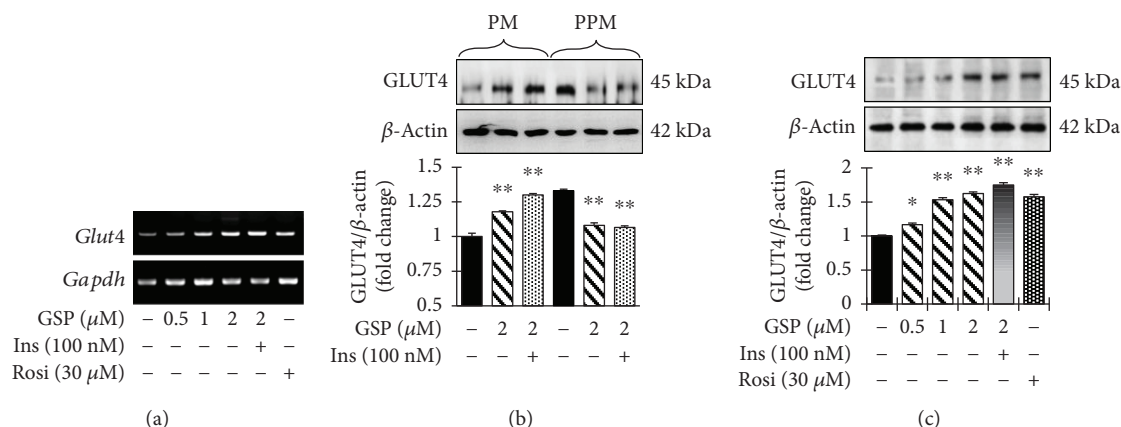 Glut4
Gapdh
GSP (μM) – 0.5 1 2 2 –
Ins (100 nM) – – – – + –
Rosi (30 μM) – – – – – +
(a)
PM PPM
GLUT4 45 kDa
β-Actin 42 kDa
GLUT4/β-actin
(fold change)
1.5
1.25
1
0.75
0.5
** ** ** **
GSP (μM) – 2 2 – 2 2
Ins (100 nM) – – + – – +
(b)
GLUT4 45 kDa
β-Actin 42 kDa
GLUT4/β-actin
(fold change)
2
1.5
1
0.5
0
* ** ** ** **
GSP (μM) – 0.5 1 2 2 –
Ins (100 nM) – – – – + –
Rosi (30 μM) – – – – – +
(c)